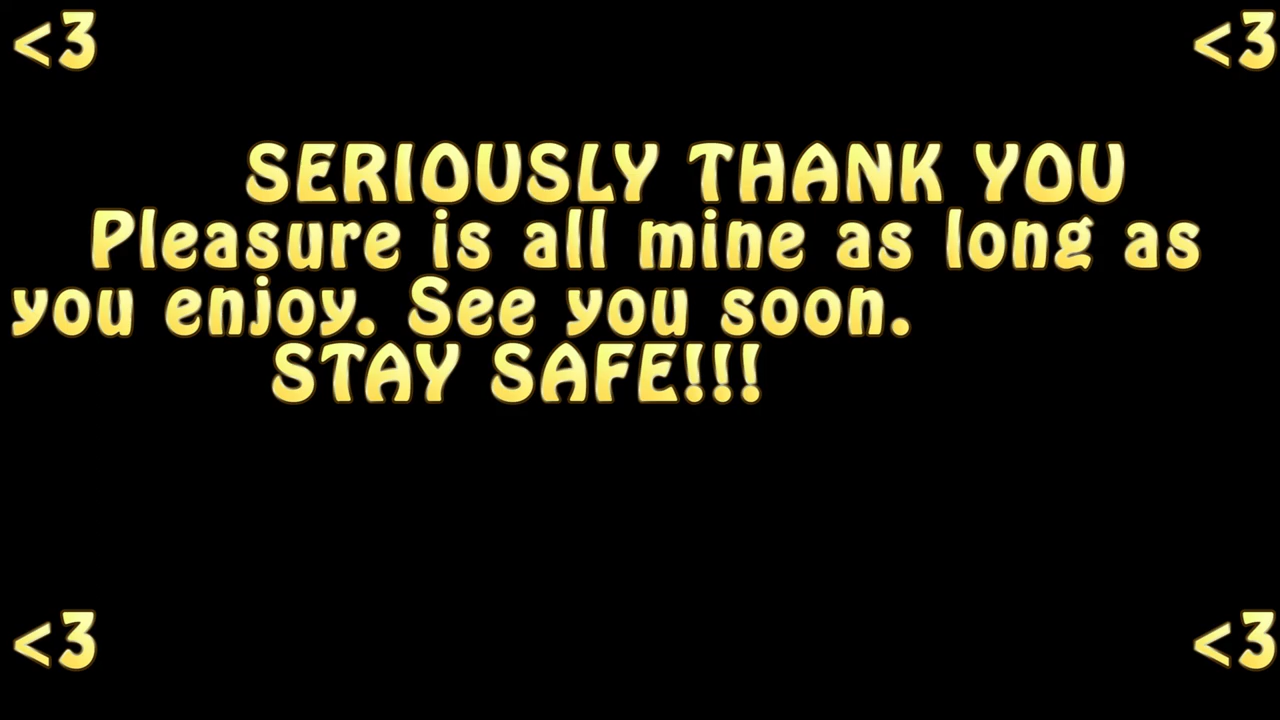 <3 <3
SERIOUSLY THANK YOU
Pleasure is all mine as long as
you enjoy. See you soon.
STAY SAFE!!!
<3 <3